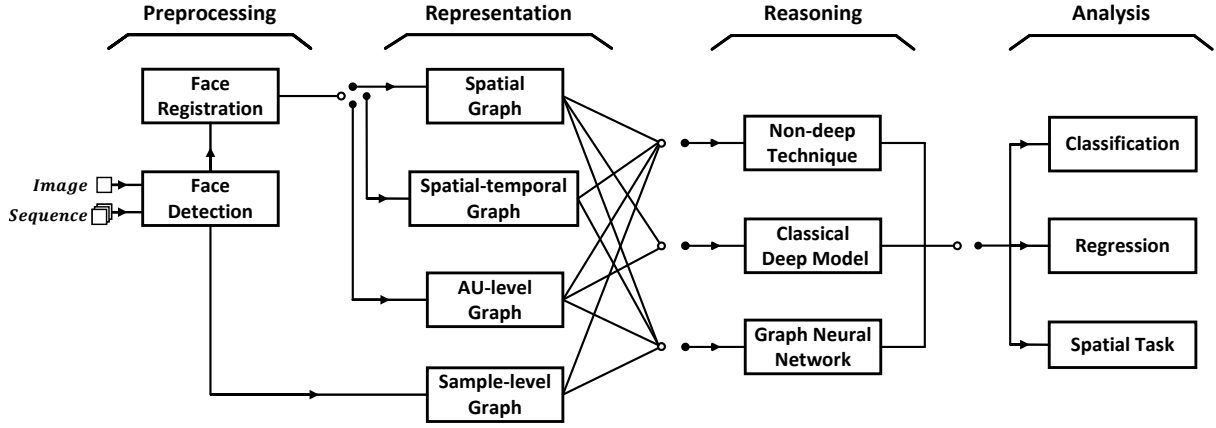 Preprocessing
Representation
Reasoning
Analysis
Face
Registration
Image
Sequence
Face
Detection
Spatial
Graph
Spatial-temporal
Graph
AU-level
Graph
Sample-level
Graph
Non-deep
Technique
Classical
Deep Model
Graph Neural
Network
Classification
Regression
Spatial Task